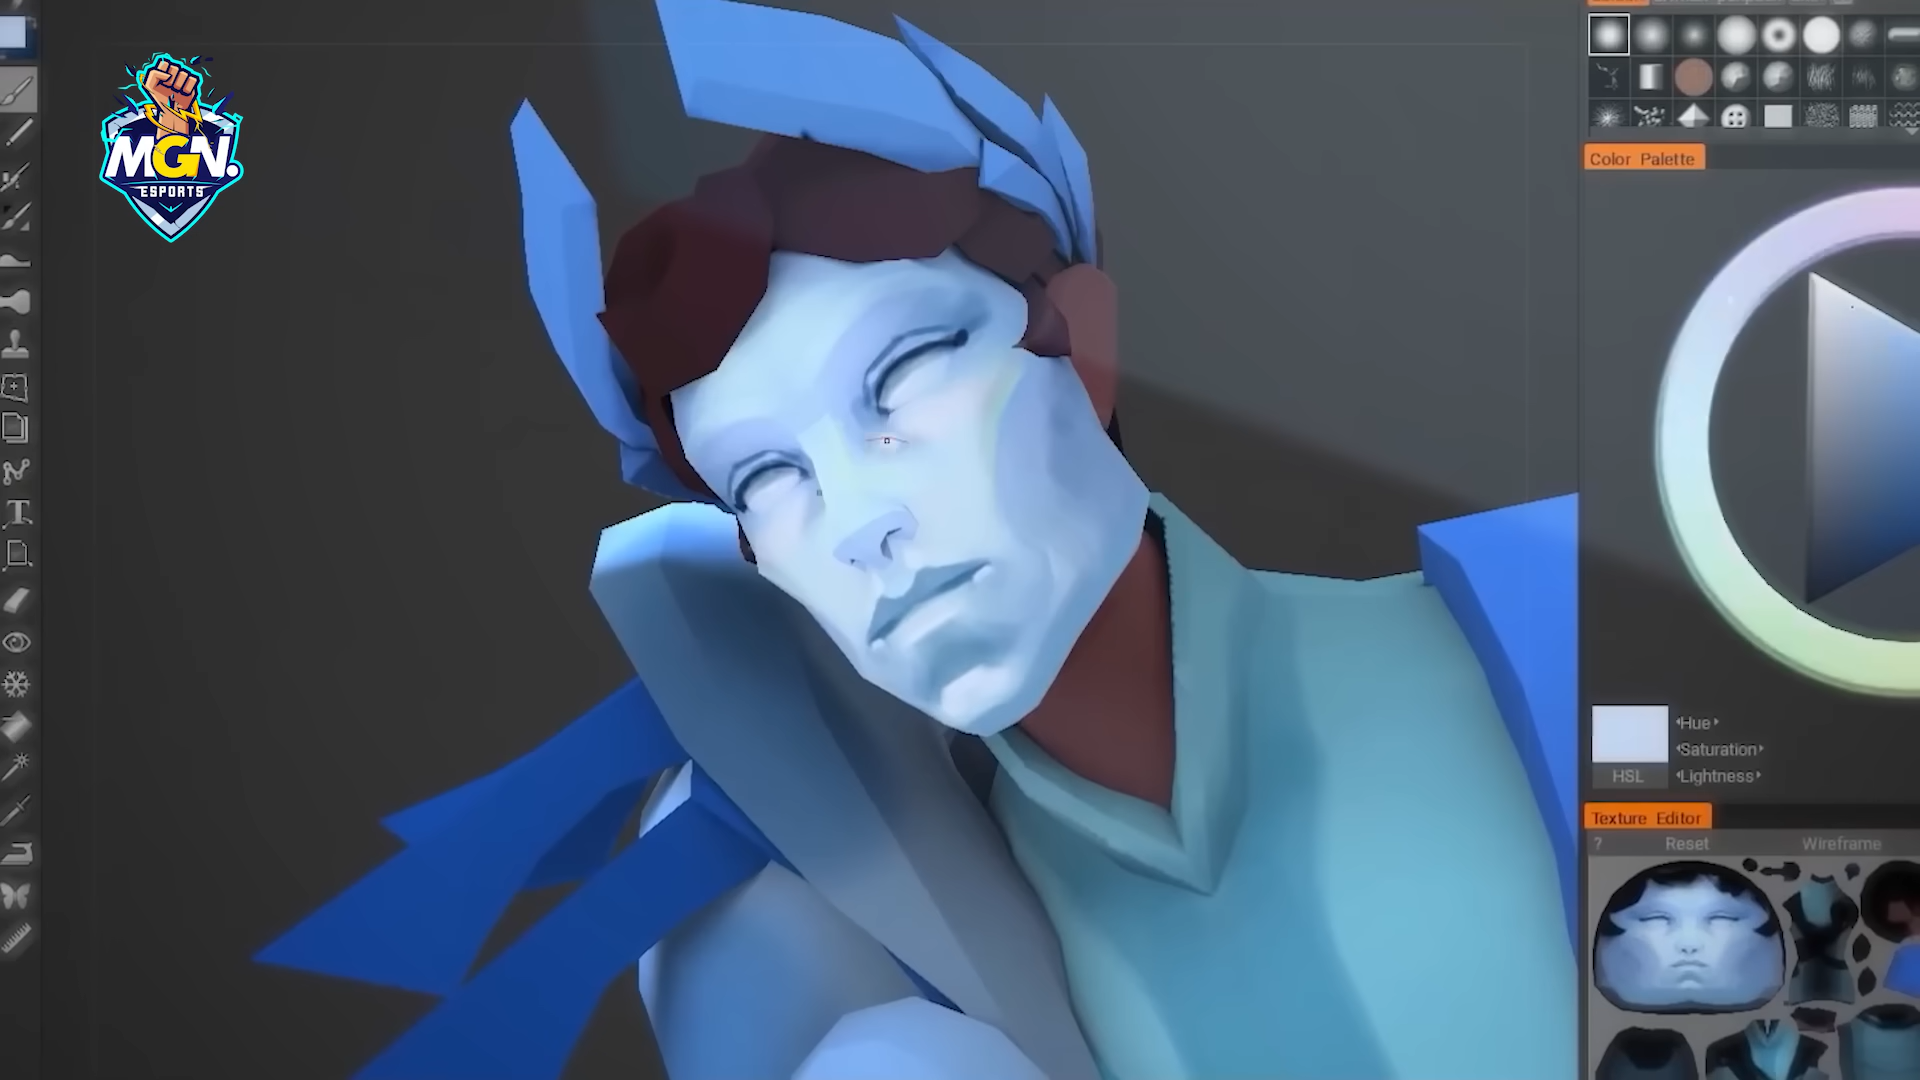 MGN.
ESPORTS
Color Palette
Hue
Saturation
HSL
Lightness
Texture Editor
? Reset Wireframe